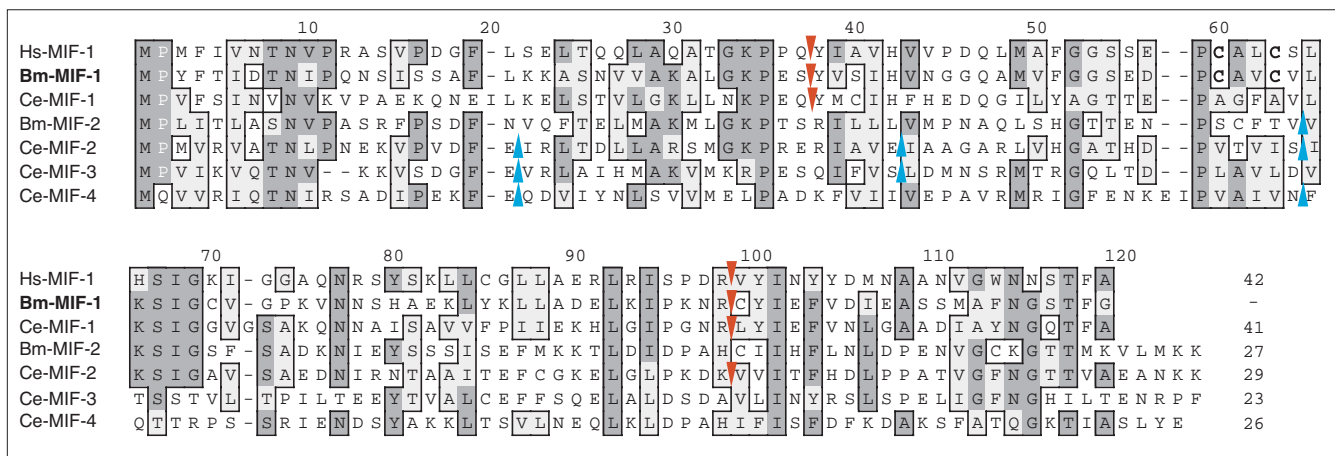 10 20 30 40 50 60
Hs-MIF-1 MPMFIVNTNVPRASVPDGF-LSELTQQLAQATGKPPQYIAVHVVPDQLMAFGGSSE--PCALCSL
Bm-MIF-1 MPYFTIDTNIPQNSISSAF-LKKASNVVAKALGKPESYVSIHVNGGQAMVFGGSED--PCAVCVL
Ce-MIF-1 MPVFSINVNVKVPAEKQNEILKELSTVLGKLLNKPEQYMCIHFHEDQGILYAGTTE--PAGFAVL
Bm-MIF-2 MPLITLASNVPASRFPSDF-NVQFTELMAKMLGKPTSRILLLVMPNAQLSHGTTEN--PSCFTVV
Ce-MIF-2 MPMVRVATNLPNEKVPVDF-EIRLTDLLARSMGKPRERIAVEIAAGARLVHGATHD--PVTVISI
Ce-MIF-3 MPVIKVQTNV--KKVSDGF-EVRLAIHMAKVMKRPESQIFVSLDMNSRMTRGQLTD--PLAVLDV
Ce-MIF-4 MQVVRIQTNIRSADIPEKF-EQDVIYNLSVVMELPADKFVIIVEPAVRMRIGFENKEIPVAIVNF
70 80 90 100 110 120
Hs-MIF-1 HSIGKI-GGAQNRSYSKLLCGLLAERLRISPDRVYINYYDMNAANVGWNNSTFA 42
Bm-MIF-1 KSIGCV-GPKVNNSHAEKLYKLLADELKIPKNRCYIEFVDIEASSMAFNGSTFG -
Ce-MIF-1 KSIGGVGSAKQNNAISAVVFPIIEKHLGIPGNRLYIEFVNLGAADIAYNGQTFA 41
Bm-MIF-2 KSIGSF-SADKNIEYSSSISEFMKKTLDIDPAHCIIHFLNLDPENVGCKGTTMKVLMKK 27
Ce-MIF-2 KSIGAV-SAEDNIRNTAAITEFCGKELGLPKDKVVITFHDLPPATVGFNGTTVAEANKK 29
Ce-MIF-3 TSSTVL-TPILTEEYTVALCEFFSQELALDSDAVLINYRSLSPELIGFNGHILTENRPF 23
Ce-MIF-4 QTTRPS-SRIENDSYAKKLTSVLNEQLKLDPAHIFISFDFKDAKSFATQGKTIASLYE 26